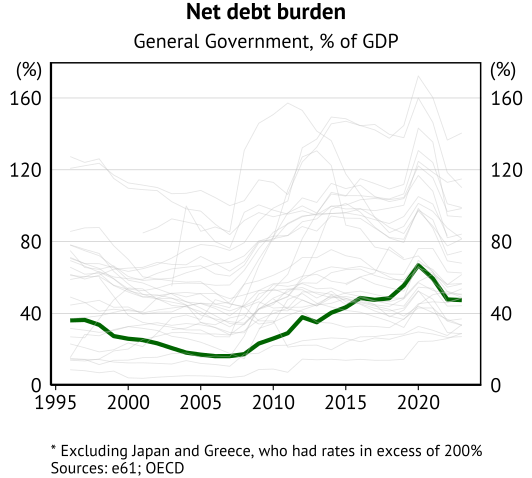 Net debt burden
General Government, % of GDP
(%) (%)
160 160
120 120
80 80
40 40
0 0
1995 2000 2005 2010 2015 2020
* Excluding Japan and Greece, who had rates in excess of 200%
Sources: e61; OECD